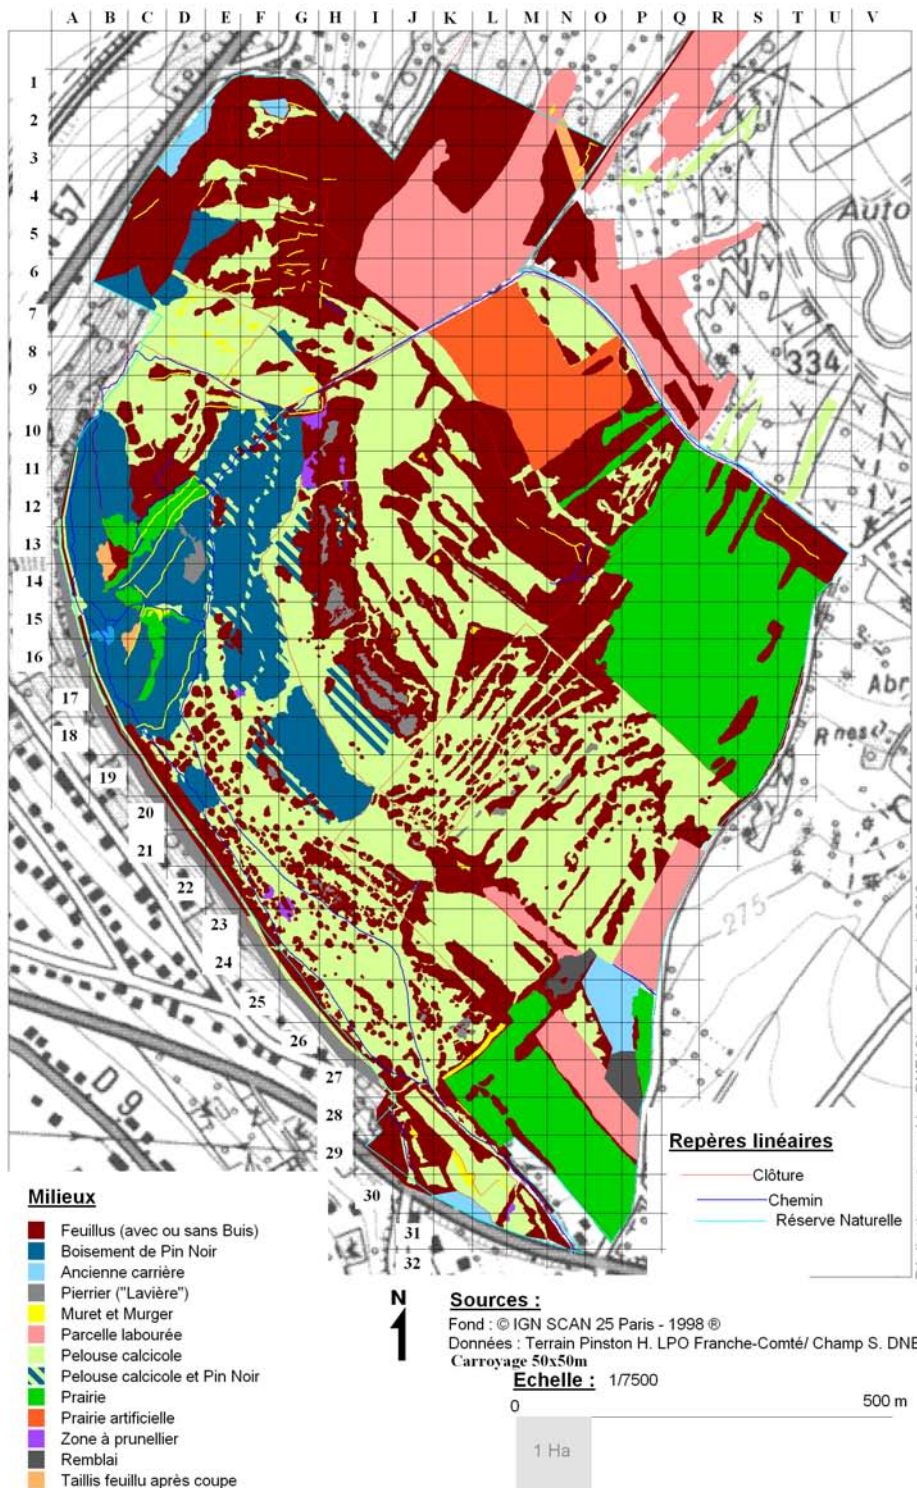 A B C D E F G H I J K L M N O P Q R S T U V
1
2
3
4
5
6
7
8
9
10
11
12
13
14
15
16
17
18
19
20
21
22
23
24
25
26
27
28
29
30
31
32
57
Auto
334
Abr
275
D 9
Repères linéaires
Clôture
Chemin
Réserve Naturelle
Milieux
Feuillus (avec ou sans Buis)
Boisement de Pin Noir
Ancienne carrière
Pierrier ("Lavière")
Muret et Murger
Parcelle labourée
Pelouse calcicole
Pelouse calcicole et Pin Noir
Prairie
Prairie artificielle
Zone à prunellier
Remblai
Taillis feuillu après coupe
N
Sources :
Fond : © IGN SCAN 25 Paris - 1998 ®
Données : Terrain Pinston H. LPO Franche-Comté/ Champ S. DNE
Carroyage 50x50m
Echelle : 1/7500
0 500 m
1 Ha